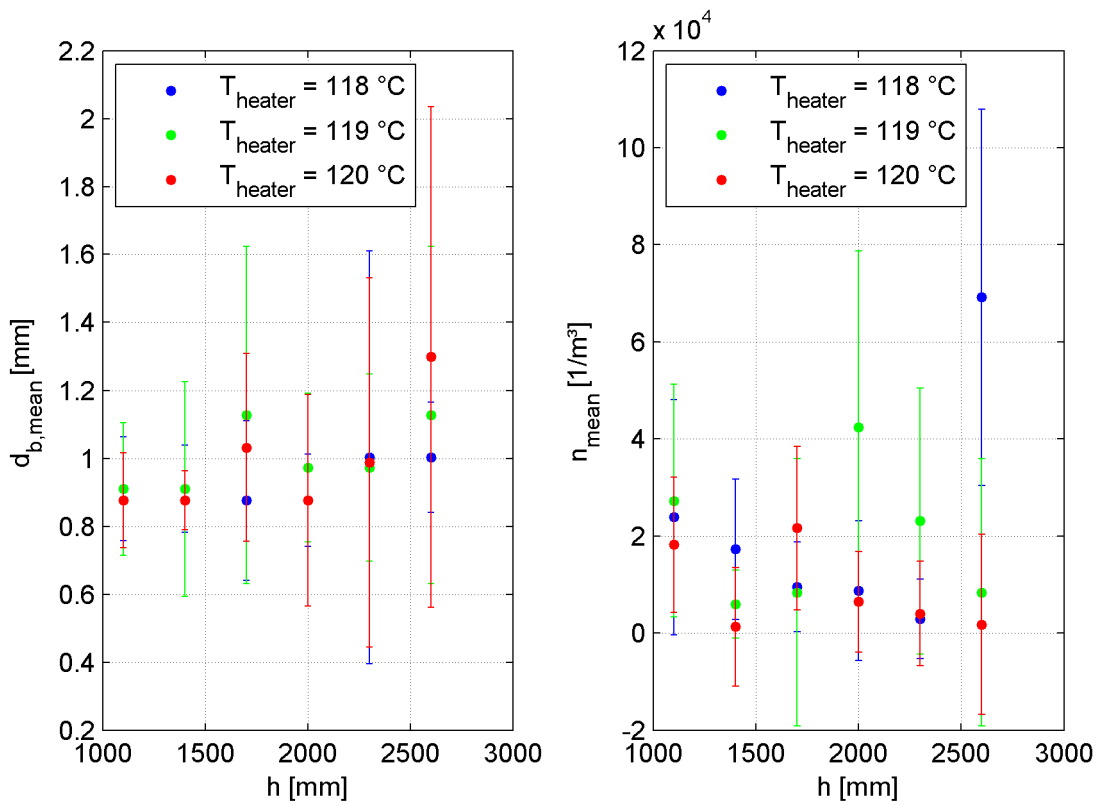 2.2
2
1.8
1.6
1.4
1.2
1
0.8
0.6
0.4
0.2
1000 1500 2000 2500 3000
h [mm]
d_b,mean [mm]
T_heater = 118 °C
T_heater = 119 °C
T_heater = 120 °C
x 10⁴
12
10
8
6
4
2
0
-2
1000 1500 2000 2500 3000
h [mm]
n_mean [1/m³]
T_heater = 118 °C
T_heater = 119 °C
T_heater = 120 °C